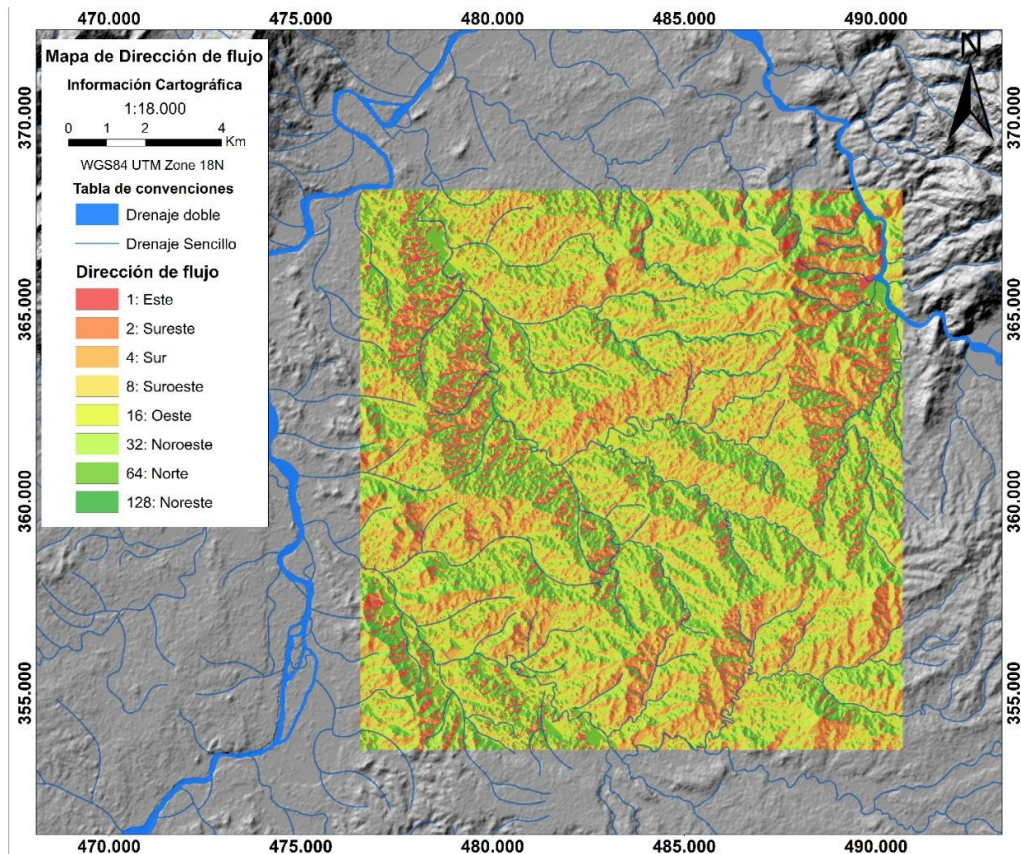 470.000 475.000 480.000 485.000 490.000
Mapa de Dirección de flujo
Información Cartográfica
1:18.000
0 1 2 4
Km
WGS84 UTM Zone 18N
Tabla de convenciones
Drenaje doble
Drenaje Sencillo
Dirección de flujo
1: Este
2: Sureste
4: Sur
8: Suroeste
16: Oeste
32: Noroeste
64: Norte
128: Noreste
N
370.000
365.000
360.000
355.000
370.000
365.000
360.000
355.000
470.000 475.000 480.000 485.000 490.000